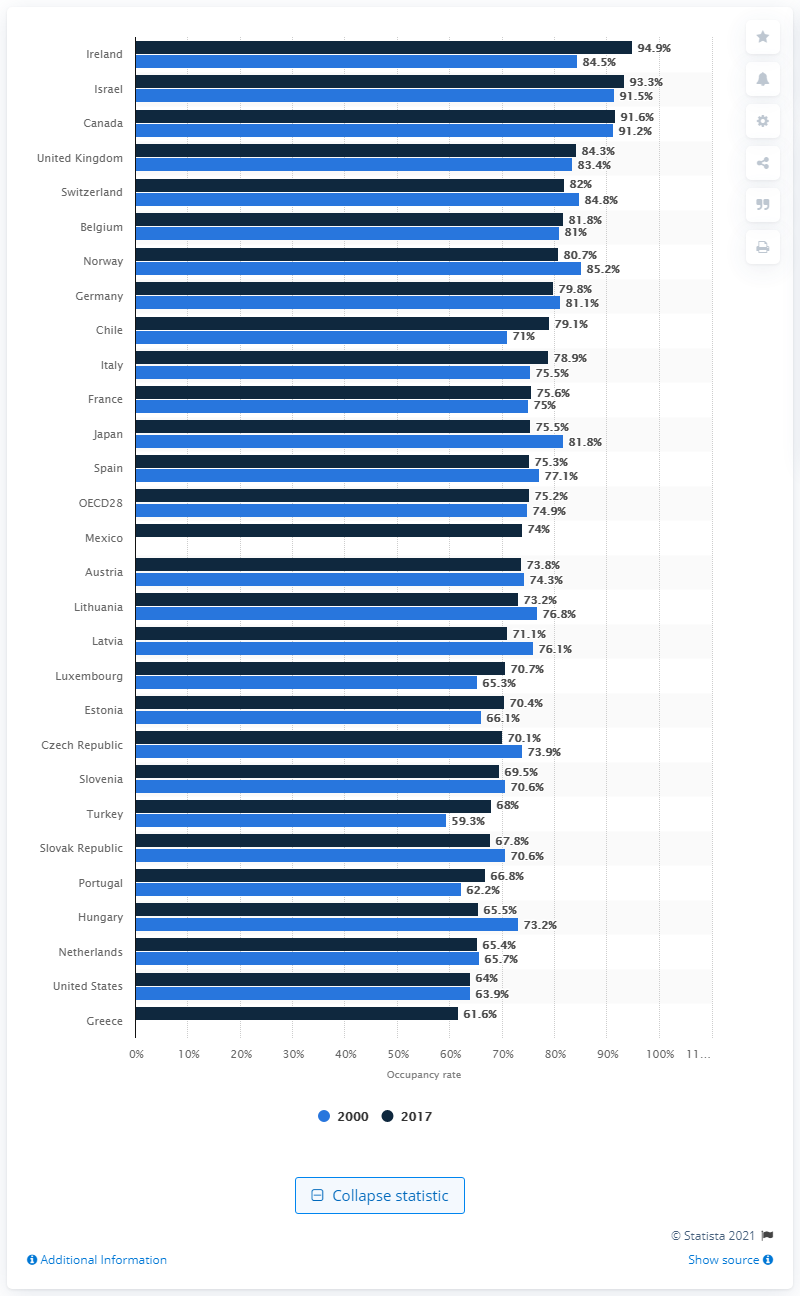 Ireland 94.9%
84.5%
Israel 93.3%
91.5%
Canada 91.6%
91.2%
United Kingdom 84.3%
83.4%
Switzerland 82%
84.8%
Belgium 81.8%
81%
Norway 80.7%
85.2%
Germany 79.8%
81.1%
Chile 79.1%
71%
Italy 78.9%
75.5%
France 75.6%
75%
Japan 75.5%
81.8%
Spain 75.3%
77.1%
OECD28 75.2%
74.9%
Mexico 74%
Austria 73.8%
74.3%
Lithuania 73.2%
76.8%
Latvia 71.1%
76.1%
Luxembourg 70.7%
65.3%
Estonia 70.4%
66.1%
Czech Republic 70.1%
73.9%
Slovenia 69.5%
70.6%
Turkey 68%
59.3%
Slovak Republic 67.8%
70.6%
Portugal 66.8%
62.2%
Hungary 65.5%
73.2%
Netherlands 65.4%
65.7%
United States 64%
63.9%
Greece 61.6%
0% 10% 20% 30% 40% 50% 60% 70% 80% 90% 100% 11...
Occupancy rate
2000 2017
Collapse statistic
© Statista 2021
Additional Information Show source